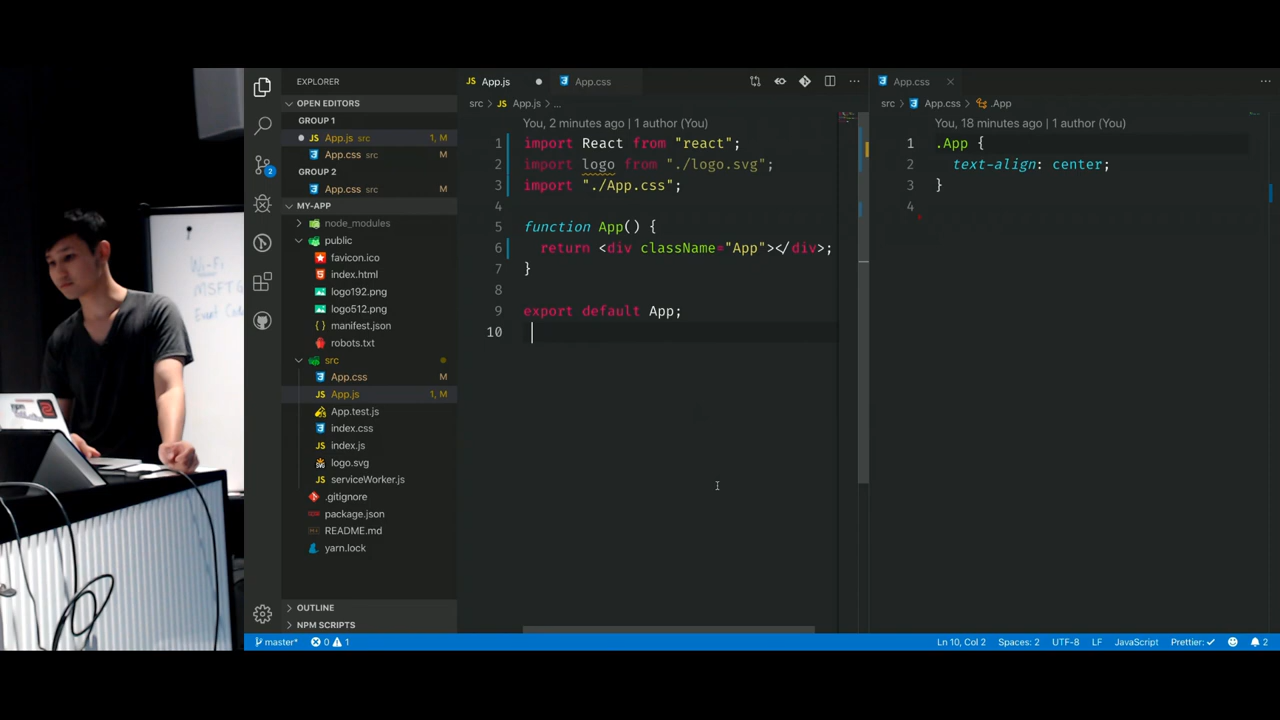 Wi-Fi
MSFTG
Event Code
EXPLORER
OPEN EDITORS
GROUP 1
App.js src 1, M
App.css src M
GROUP 2
App.css src M
MY-APP
node_modules
public
favicon.ico
index.html
logo192.png
logo512.png
manifest.json
robots.txt
src
App.css M
App.js 1, M
App.test.js
index.css
index.js
logo.svg
serviceWorker.js
.gitignore
package.json
README.md
yarn.lock
OUTLINE
NPM SCRIPTS
App.js App.css
src > App.js > ...
You, 2 minutes ago | 1 author (You)
1 import React from "react";
2 import logo from "./logo.svg";
3 import "./App.css";
4
5 function App() {
6 return <div className="App"></div>;
7 }
8
9 export default App;
10
App.css
src > App.css > .App
You, 18 minutes ago | 1 author (You)
1 .App {
2 text-align: center;
3 }
4
master* 0 1 Ln 10, Col 2 Spaces: 2 UTF-8 LF JavaScript Prettier: ✓ 2